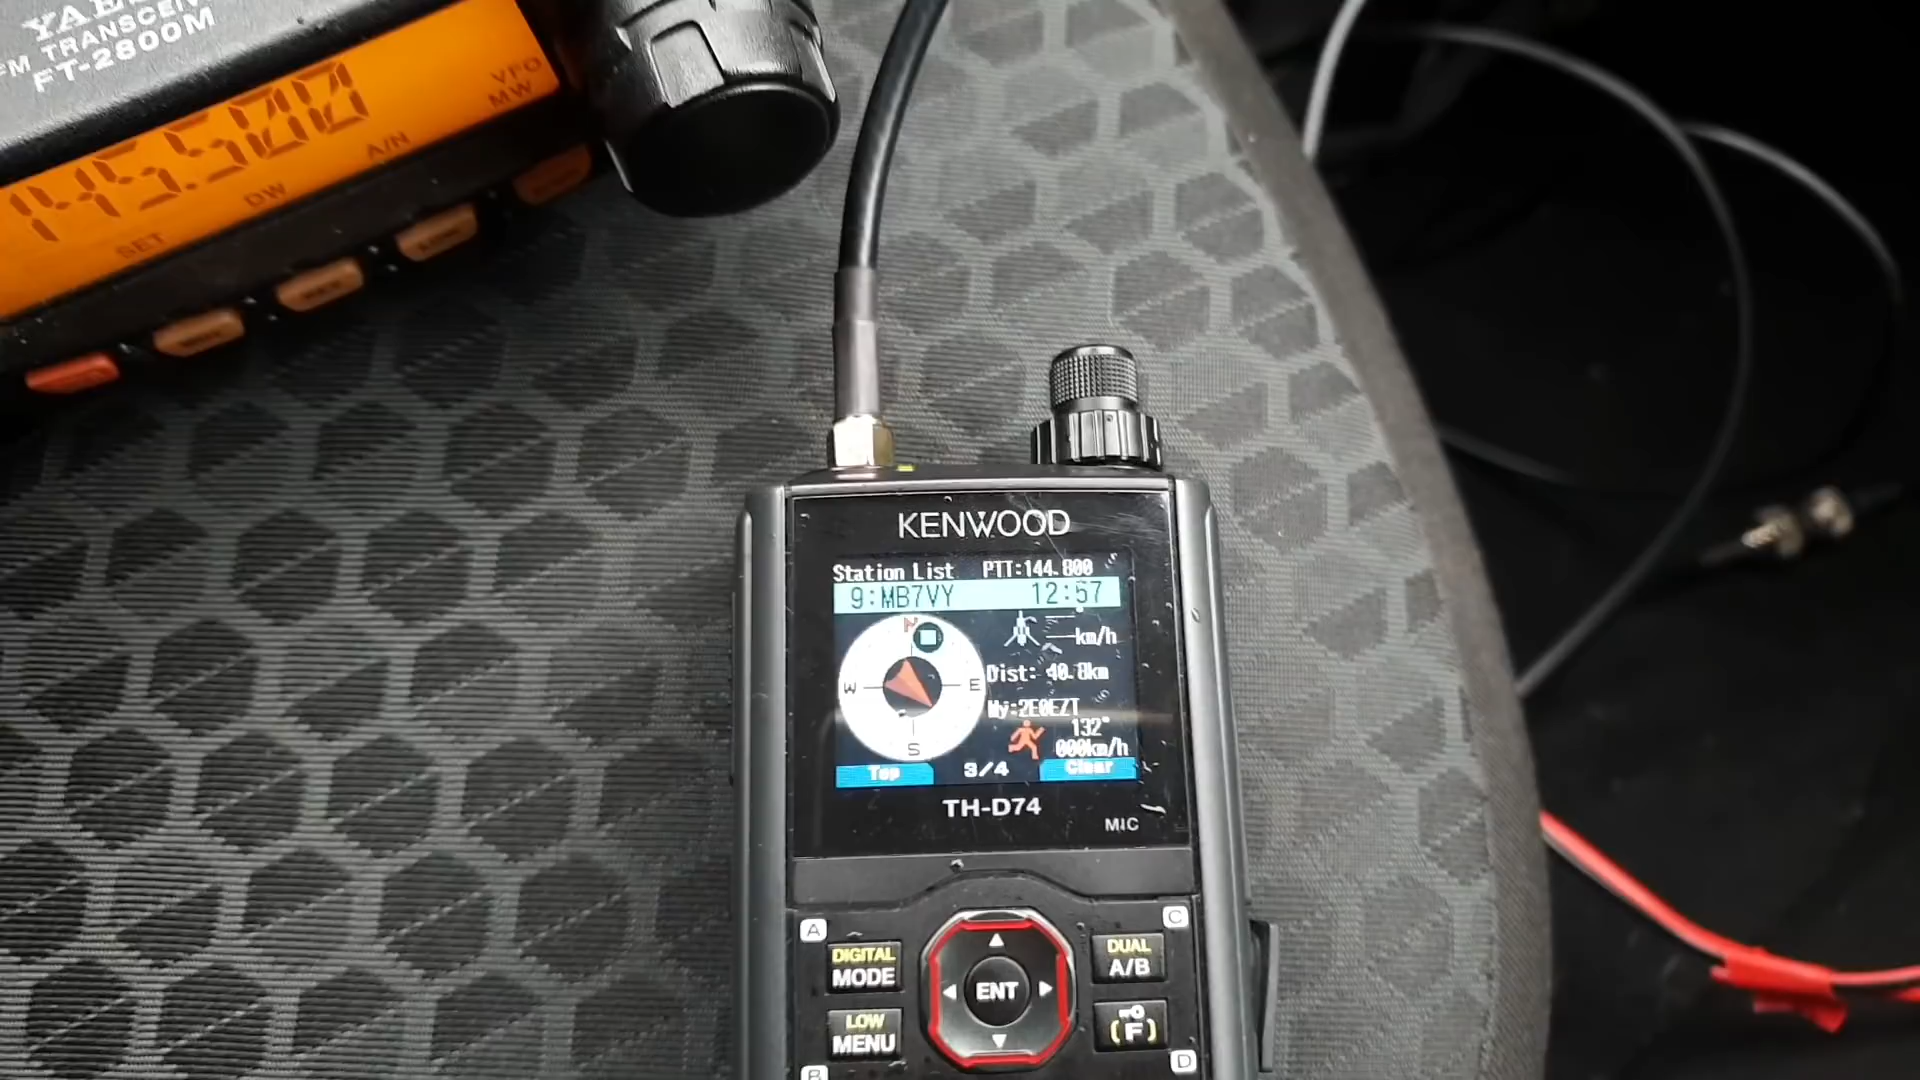 FM TRANSCEIV
FT-2800M
145.500
VFO
MW
A/N
DW
SET
KENWOOD
Station List PTT:144.800
9:MB7VY 12:57
N
W E
S
km/h
Dist: 40.8km
My:2E0EZT
132°
000km/h
Top 3/4 Clear
TH-D74
MIC
A C
DIGITAL
MODE
DUAL
A/B
ENT
LOW
MENU
(F)
B D